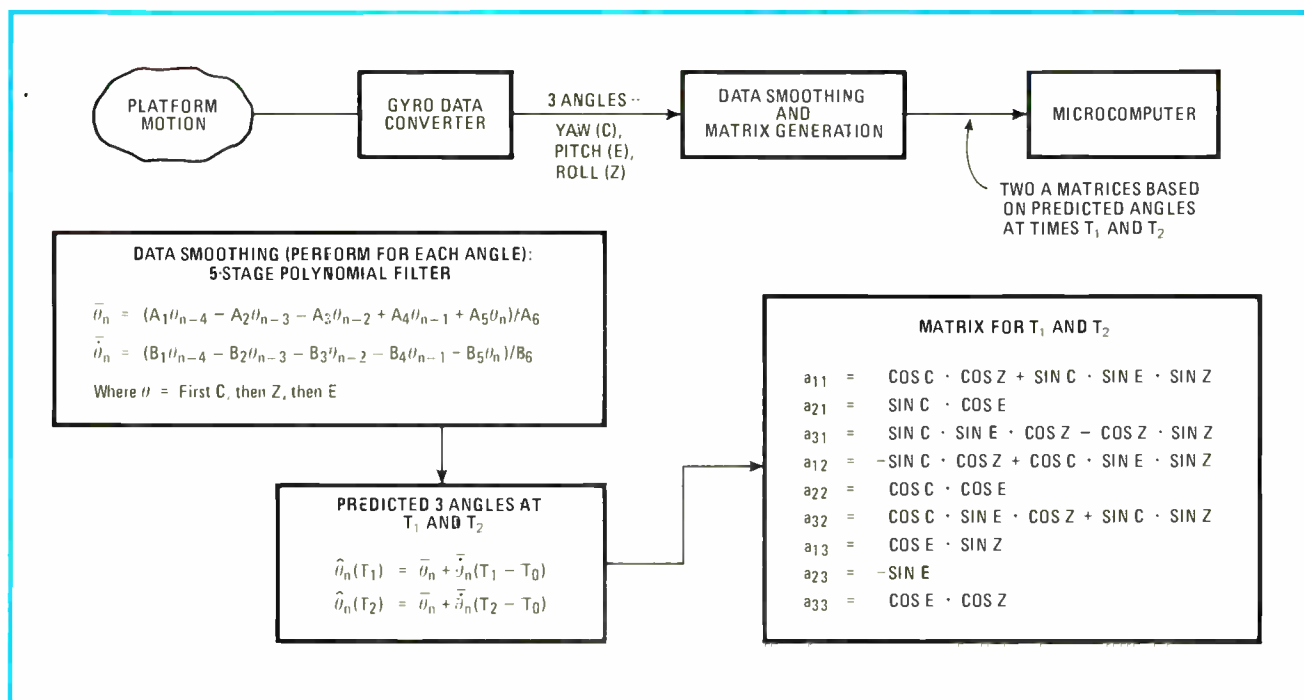 PLATFORM
MOTION
GYRO DATA
CONVERTER
3 ANGLES --
YAW (C),
PITCH (E),
ROLL (Z)
DATA SMOOTHING
AND
MATRIX GENERATION
MICROCOMPUTER
TWO A MATRICES BASED
ON PREDICTED ANGLES
AT TIMES T₁ AND T₂
DATA SMOOTHING (PERFORM FOR EACH ANGLE):
5-STAGE POLYNOMIAL FILTER
θ̄ₙ = (A₁θₙ₋₄ − A₂θₙ₋₃ − A₃θₙ₋₂ + A₄θₙ₋₁ + A₅θₙ)/A₆
θ̄̇ₙ = (B₁θₙ₋₄ − B₂θₙ₋₃ − B₃θₙ₋₂ − B₄θₙ₋₁ − B₅θₙ)/B₆
Where θ = First C, then Z, then E
PREDICTED 3 ANGLES AT
T₁ AND T₂
θ̂ₙ(T₁) = θ̄ₙ + θ̄̇ₙ(T₁ − T₀)
θ̂ₙ(T₂) = θ̄ₙ + θ̄̇ₙ(T₂ − T₀)
MATRIX FOR T₁ AND T₂
a₁₁ = COS C · COS Z + SIN C · SIN E · SIN Z
a₂₁ = SIN C · COS E
a₃₁ = SIN C · SIN E · COS Z − COS Z · SIN Z
a₁₂ = −SIN C · COS Z + COS C · SIN E · SIN Z
a₂₂ = COS C · COS E
a₃₂ = COS C · SIN E · COS Z + SIN C · SIN Z
a₁₃ = COS E · SIN Z
a₂₃ = −SIN E
a₃₃ = COS E · COS Z